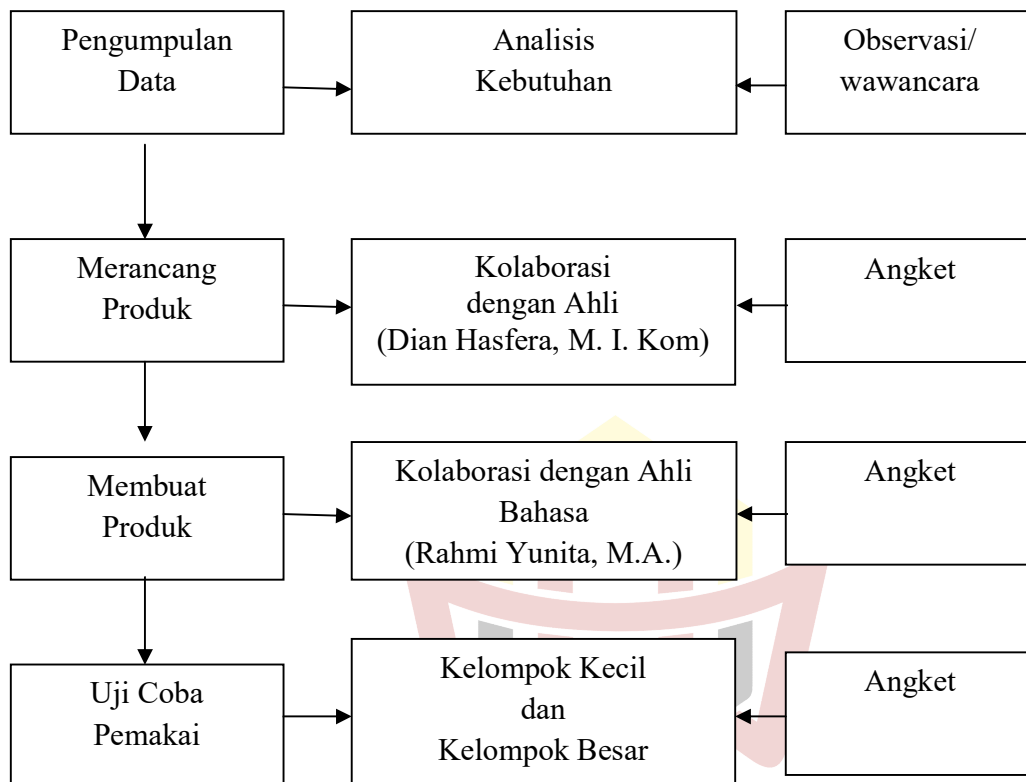 Pengumpulan
Data
Analisis
Kebutuhan
Observasi/
wawancara
Merancang
Produk
Kolaborasi
dengan Ahli
(Dian Hasfera, M. I. Kom)
Angket
Membuat
Produk
Kolaborasi dengan Ahli
Bahasa
(Rahmi Yunita, M.A.)
Angket
Uji Coba
Pemakai
Kelompok Kecil
dan
Kelompok Besar
Angket